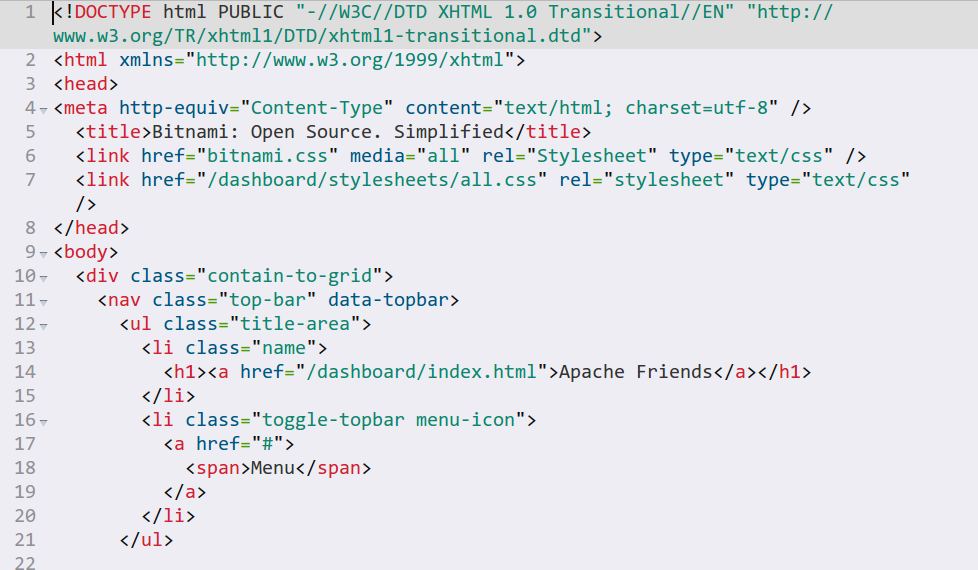 1 <!DOCTYPE html PUBLIC "-//W3C//DTD XHTML 1.0 Transitional//EN" "http://
www.w3.org/TR/xhtml1/DTD/xhtml1-transitional.dtd">
2 <html xmlns="http://www.w3.org/1999/xhtml">
3 <head>
4 <meta http-equiv="Content-Type" content="text/html; charset=utf-8" />
5   <title>Bitnami: Open Source. Simplified</title>
6   <link href="bitnami.css" media="all" rel="Stylesheet" type="text/css" />
7   <link href="/dashboard/stylesheets/all.css" rel="stylesheet" type="text/css"
/>
8 </head>
9 <body>
10   <div class="contain-to-grid">
11     <nav class="top-bar" data-topbar>
12       <ul class="title-area">
13         <li class="name">
14           <h1><a href="/dashboard/index.html">Apache Friends</a></h1>
15         </li>
16         <li class="toggle-topbar menu-icon">
17           <a href="#">
18             <span>Menu</span>
19           </a>
20         </li>
21       </ul>
22